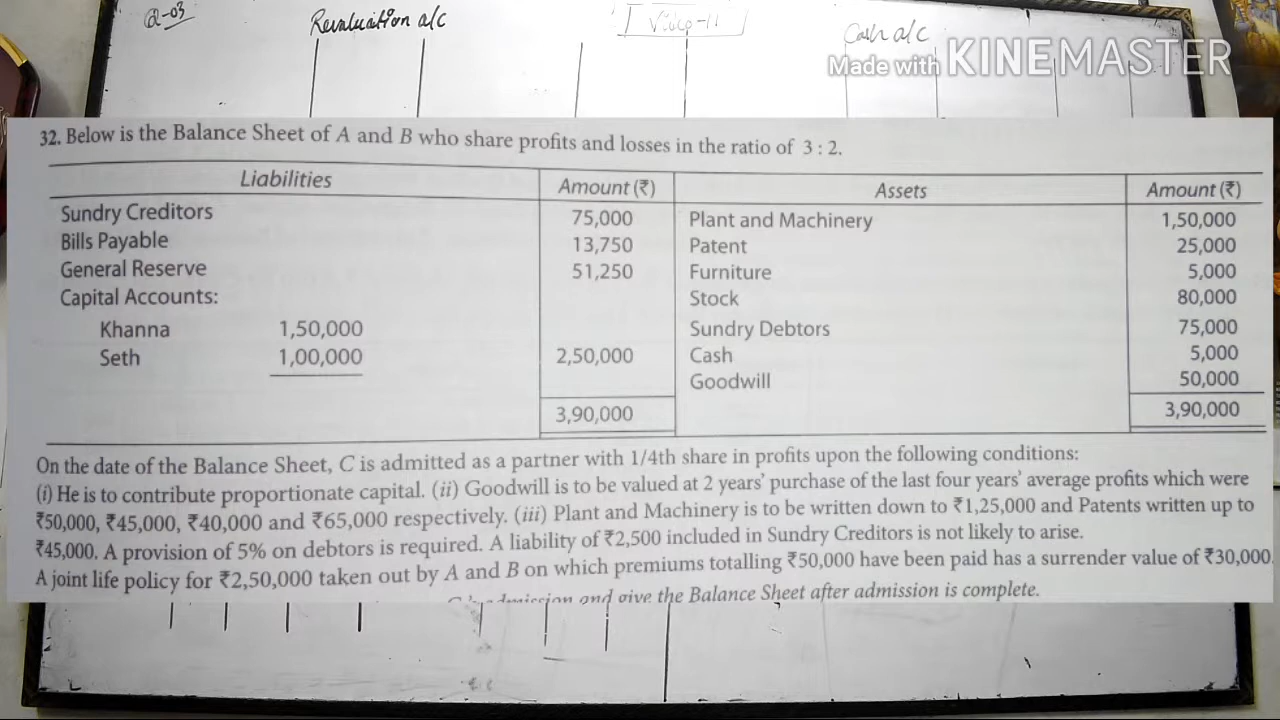 Q-03
Revaluation a/c
Video-11
Cash a/c
Made with KINEMASTER
32. Below is the Balance Sheet of A and B who share profits and losses in the ratio of 3 : 2.
Liabilities Amount (₹) Assets Amount (₹)
Sundry Creditors 75,000 Plant and Machinery 1,50,000
Bills Payable 13,750 Patent 25,000
General Reserve 51,250 Furniture 5,000
Capital Accounts: Stock 80,000
Khanna 1,50,000 Sundry Debtors 75,000
Seth 1,00,000 2,50,000 Cash 5,000
Goodwill 50,000
3,90,000 3,90,000
On the date of the Balance Sheet, C is admitted as a partner with 1/4th share in profits upon the following conditions:
(i) He is to contribute proportionate capital. (ii) Goodwill is to be valued at 2 years' purchase of the last four years' average profits which were
₹50,000, ₹45,000, ₹40,000 and ₹65,000 respectively. (iii) Plant and Machinery is to be written down to ₹1,25,000 and Patents written up to
₹45,000. A provision of 5% on debtors is required. A liability of ₹2,500 included in Sundry Creditors is not likely to arise.
A joint life policy for ₹2,50,000 taken out by A and B on which premiums totalling ₹50,000 have been paid has a surrender value of ₹30,000.
admission and give the Balance Sheet after admission is complete.